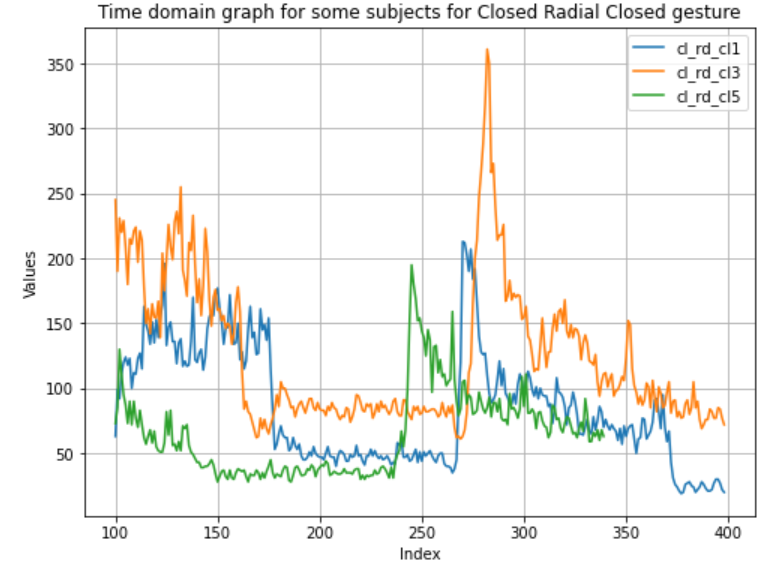 Time domain graph for some subjects for Closed Radial Closed gesture
cl_rd_cl1
cl_rd_cl3
cl_rd_cl5
Values
350
300
250
200
150
100
50
100 150 200 250 300 350 400
Index